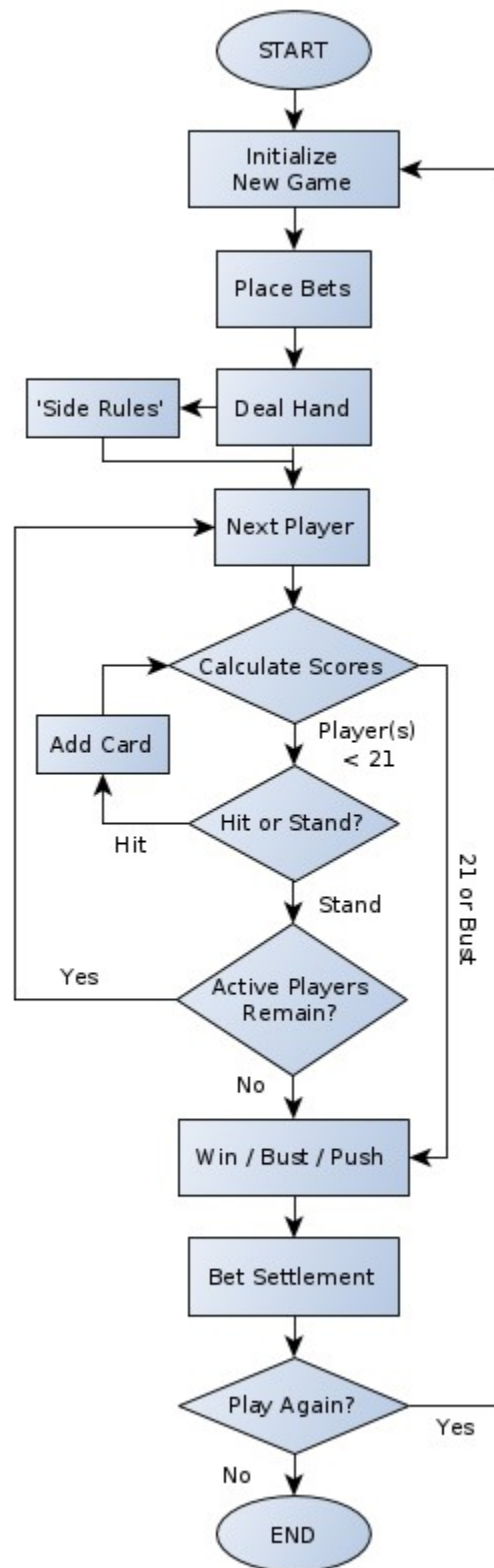 START
Initialize
New Game
Place Bets
'Side Rules'
Deal Hand
Next Player
Calculate Scores
Add Card
Player(s)
< 21
Hit or Stand?
Hit
21 or Bust
Stand
Yes
Active Players
Remain?
No
Win / Bust / Push
Bet Settlement
Play Again?
Yes
No
END